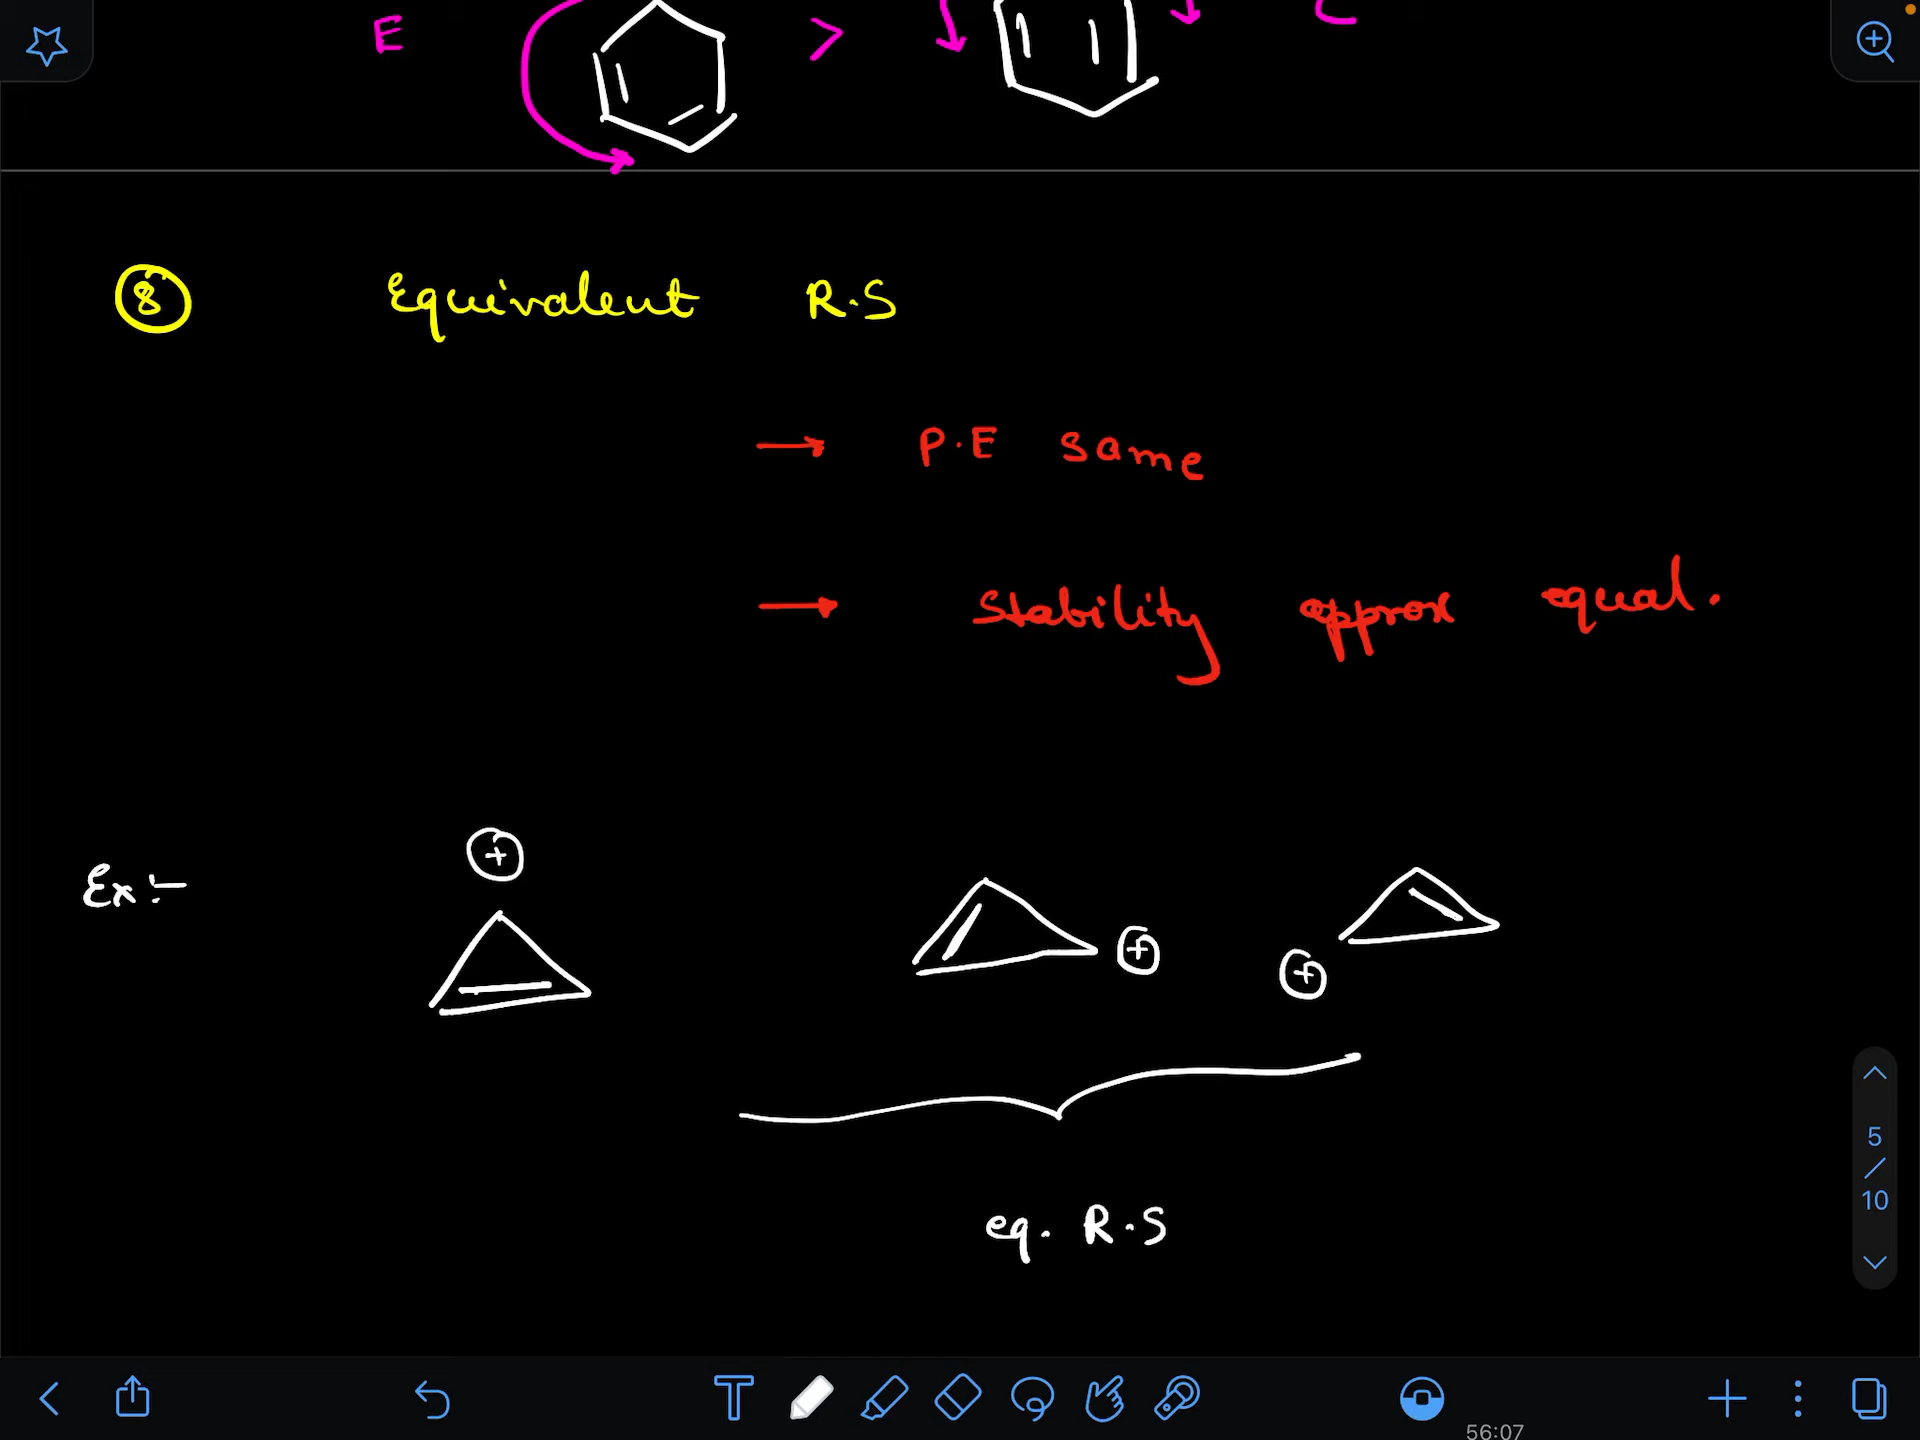 E >
⑧ Equivalent R.S
→ P.E same
→ Stability approx equal.
Ex:-
⊕
⊕ ⊕
eq. R.S
5
/
10
T
56:07